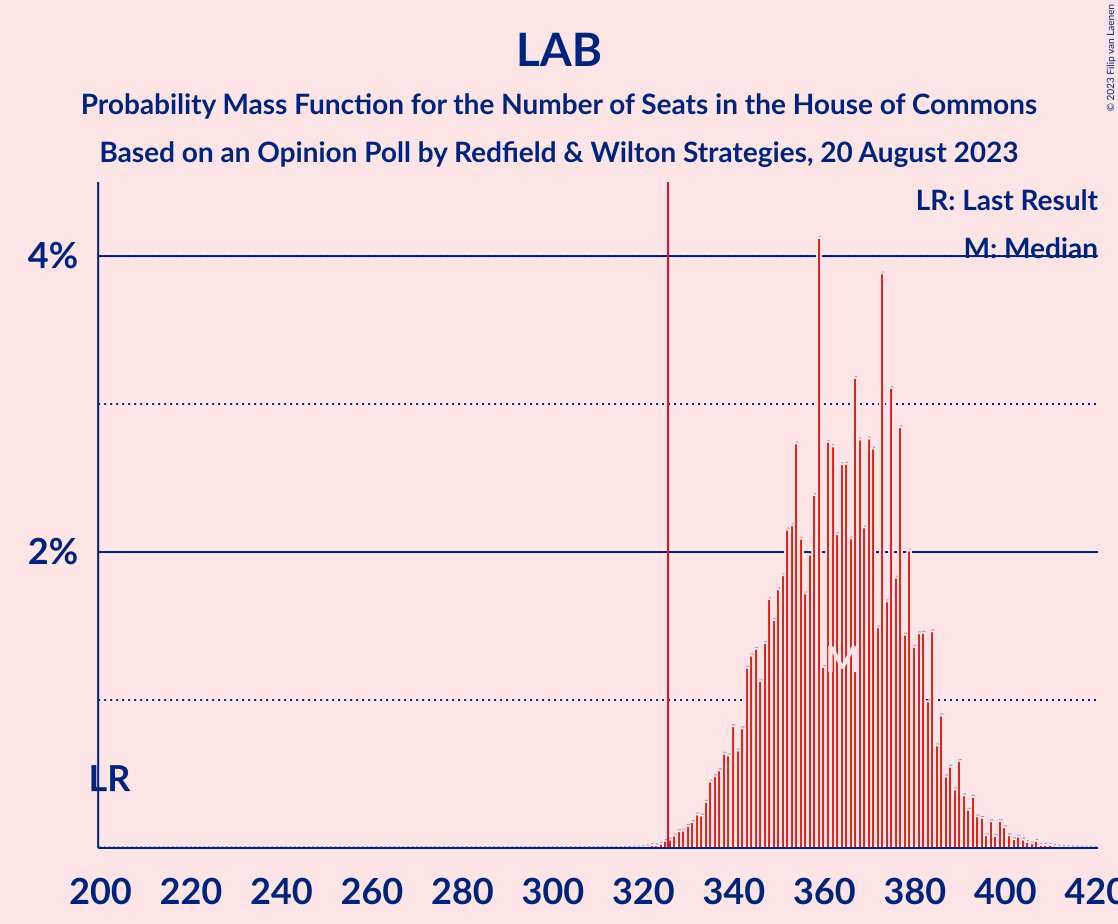 LAB
Probability Mass Function for the Number of Seats in the House of Commons
Based on an Opinion Poll by Redfield & Wilton Strategies, 20 August 2023
© 2023 Filip van Laenen
LR: Last Result
M: Median
4%
2%
M
LR
200 220 240 260 280 300 320 340 360 380 400 420